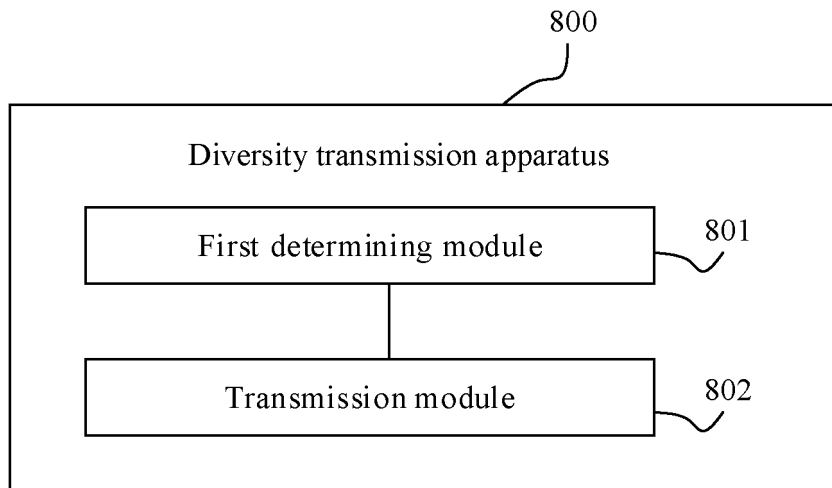 800
Diversity transmission apparatus
First determining module
801
Transmission module
802